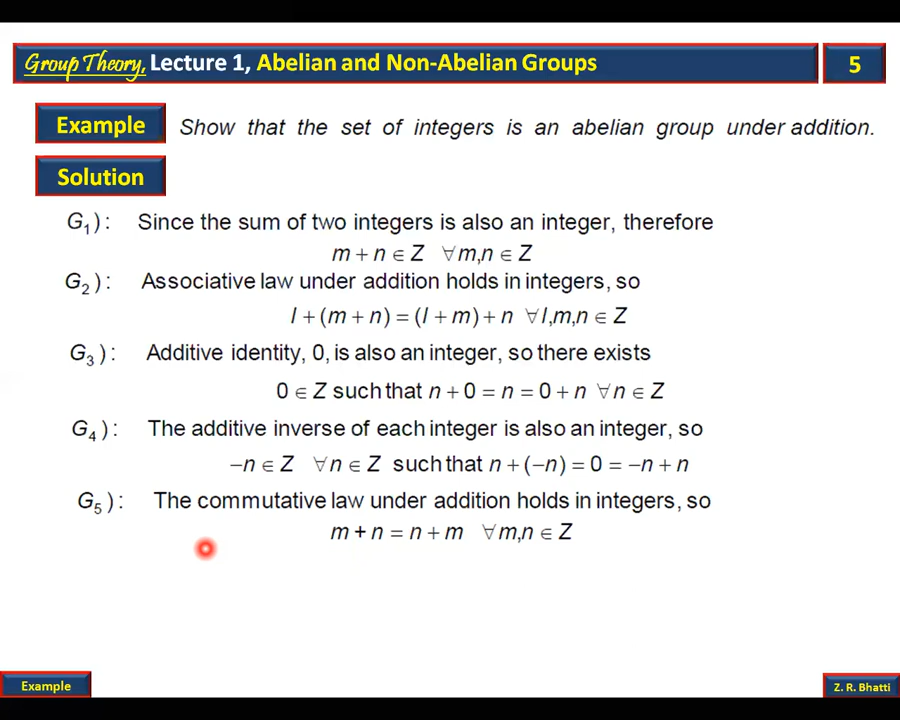 Group Theory, Lecture 1, Abelian and Non-Abelian Groups 5
Example Show that the set of integers is an abelian group under addition.
Solution
G₁): Since the sum of two integers is also an integer, therefore
m + n ∈ Z ∀m,n ∈ Z
G₂): Associative law under addition holds in integers, so
l + (m + n) = (l + m) + n ∀l,m,n ∈ Z
G₃): Additive identity, 0, is also an integer, so there exists
0 ∈ Z such that n + 0 = n = 0 + n ∀n ∈ Z
G₄): The additive inverse of each integer is also an integer, so
–n ∈ Z ∀n ∈ Z such that n + (–n) = 0 = –n + n
G₅): The commutative law under addition holds in integers, so
m + n = n + m ∀m,n ∈ Z
Example Z. R. Bhatti